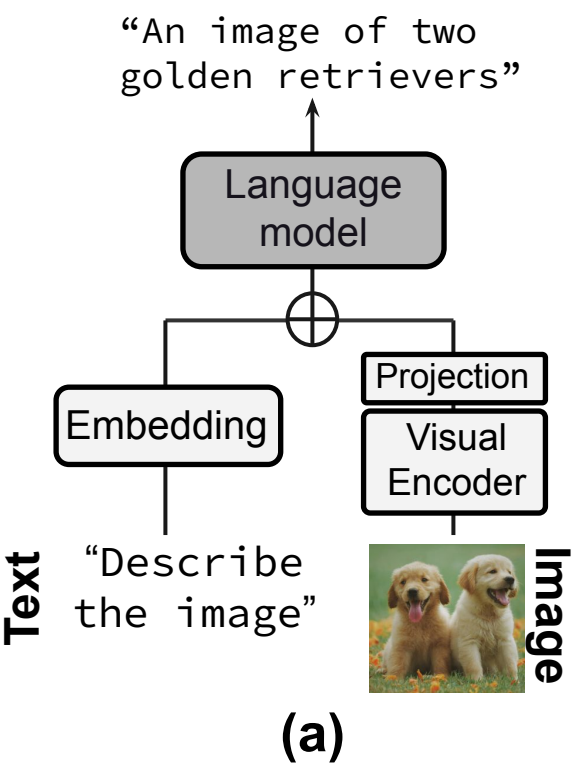 “An image of two
golden retrievers”
Language
model
Projection
Embedding
Visual
Encoder
Text
“Describe
the image”
Image
(a)